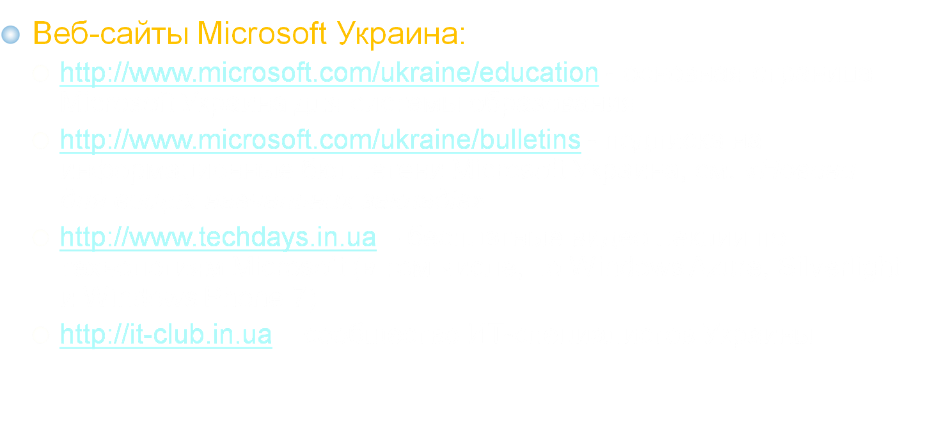 Веб-сайты Microsoft Украина:
http://www.microsoft.com/ukraine/education
http://www.microsoft.com/ukraine/bulletins
http://www.techdays.in.ua
http://it-club.in.ua